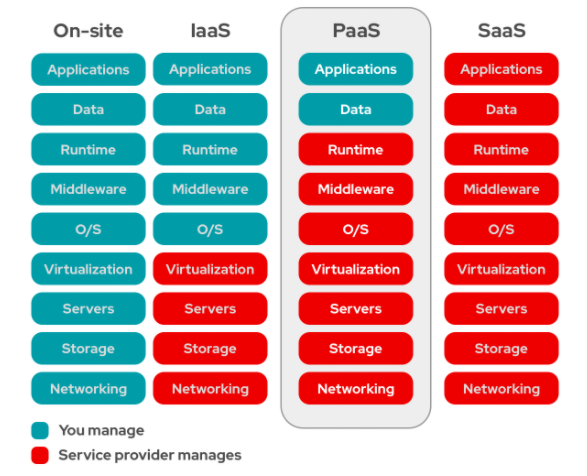 On-site IaaS PaaS SaaS
Applications Applications Applications Applications
Data Data Data Data
Runtime Runtime Runtime Runtime
Middleware Middleware Middleware Middleware
O/S O/S O/S O/S
Virtualization Virtualization Virtualization Virtualization
Servers Servers Servers Servers
Storage Storage Storage Storage
Networking Networking Networking Networking
You manage
Service provider manages